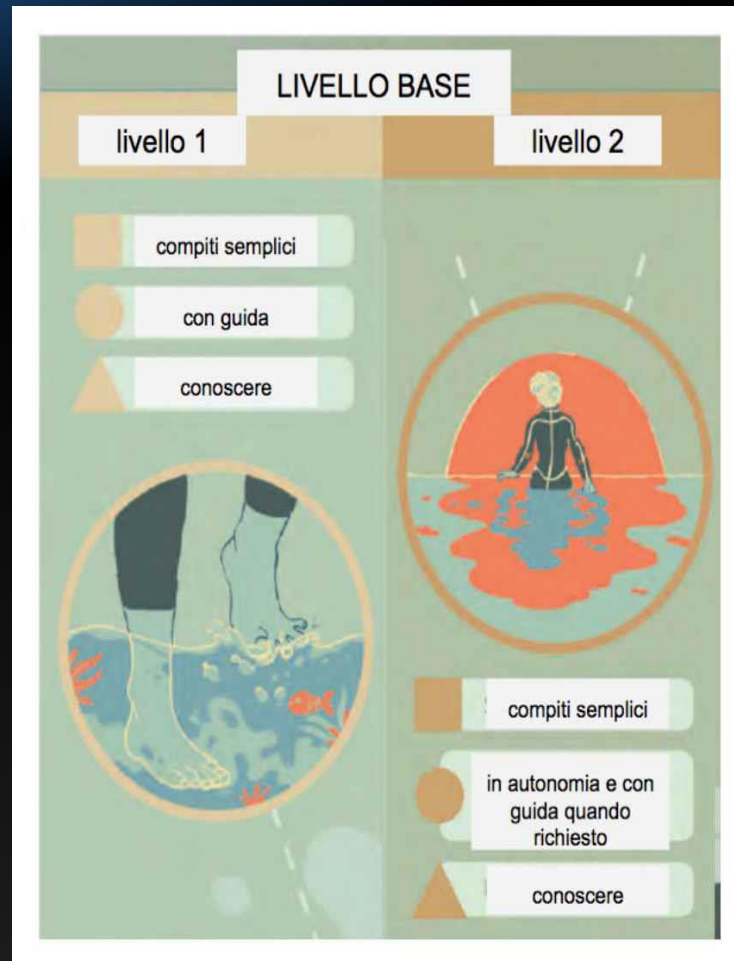 LIVELLO BASE
livello 1
compiti semplici
con guida
conoscere
livello 2
compiti semplici
in autonomia e con
guida quando
richiesto
conoscere